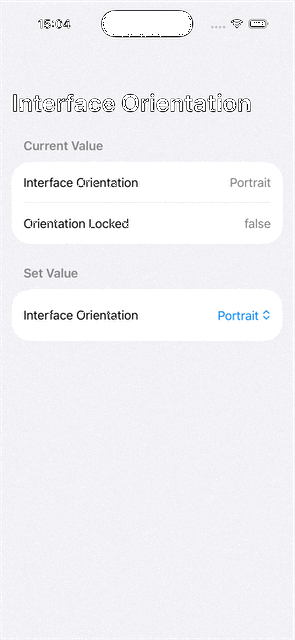 15:04
Interface Orientation
Current Value
Interface Orientation Portrait
Orientation Locked false
Set Value
Interface Orientation Portrait